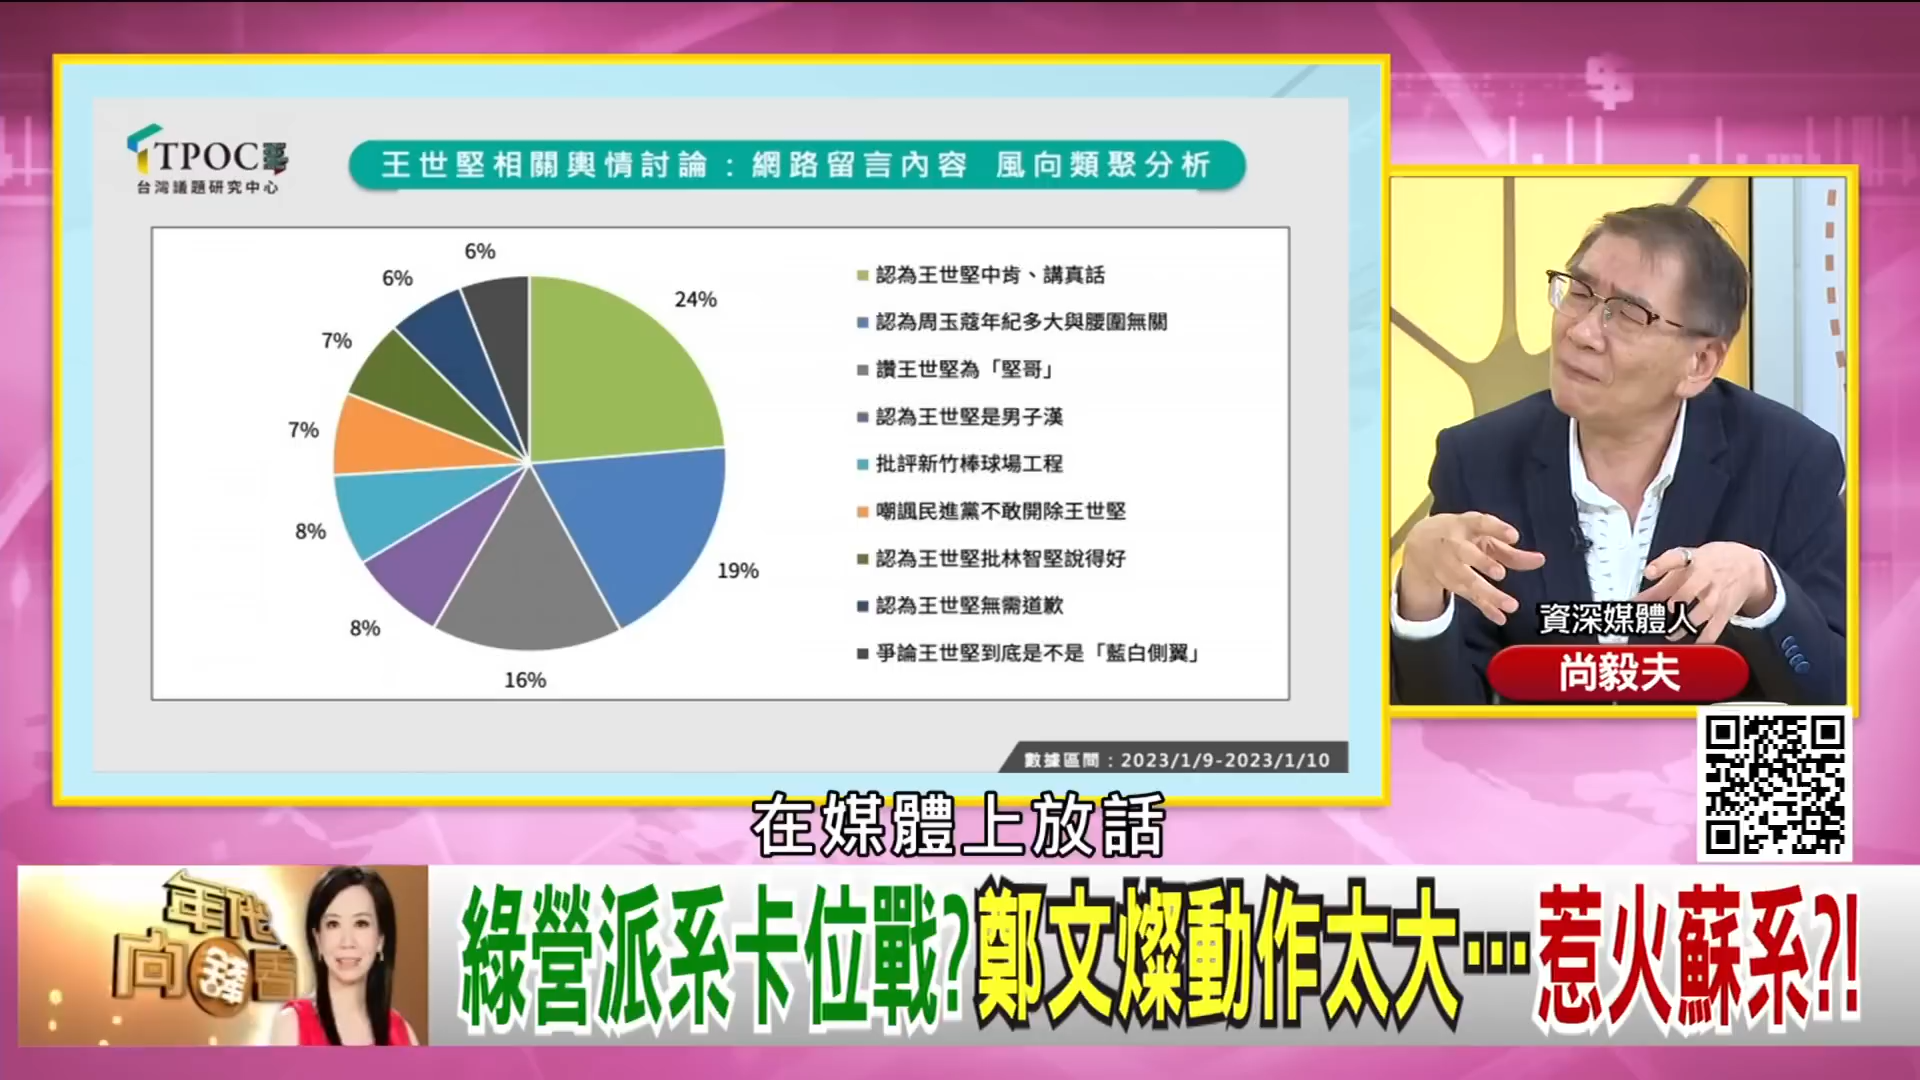 TPOC
台灣議題研究中心
王世堅相關輿情討論：網路留言內容 風向類聚分析
6%
6%
24%
7%
7%
19%
8%
8%
16%
認為王世堅中肯、講真話
認為周玉蔻年紀多大與腰圍無關
讚王世堅為「堅哥」
認為王世堅是男子漢
批評新竹棒球場工程
嘲諷民進黨不敢開除王世堅
認為王世堅批林智堅說得好
認為王世堅無需道歉
爭論王世堅到底是不是「藍白側翼」
數據區間：2023/1/9-2023/1/10
資深媒體人
尚毅夫
在媒體上放話
年代
向錢看
綠營派系卡位戰?鄭文燦動作太大…惹火蘇系?!